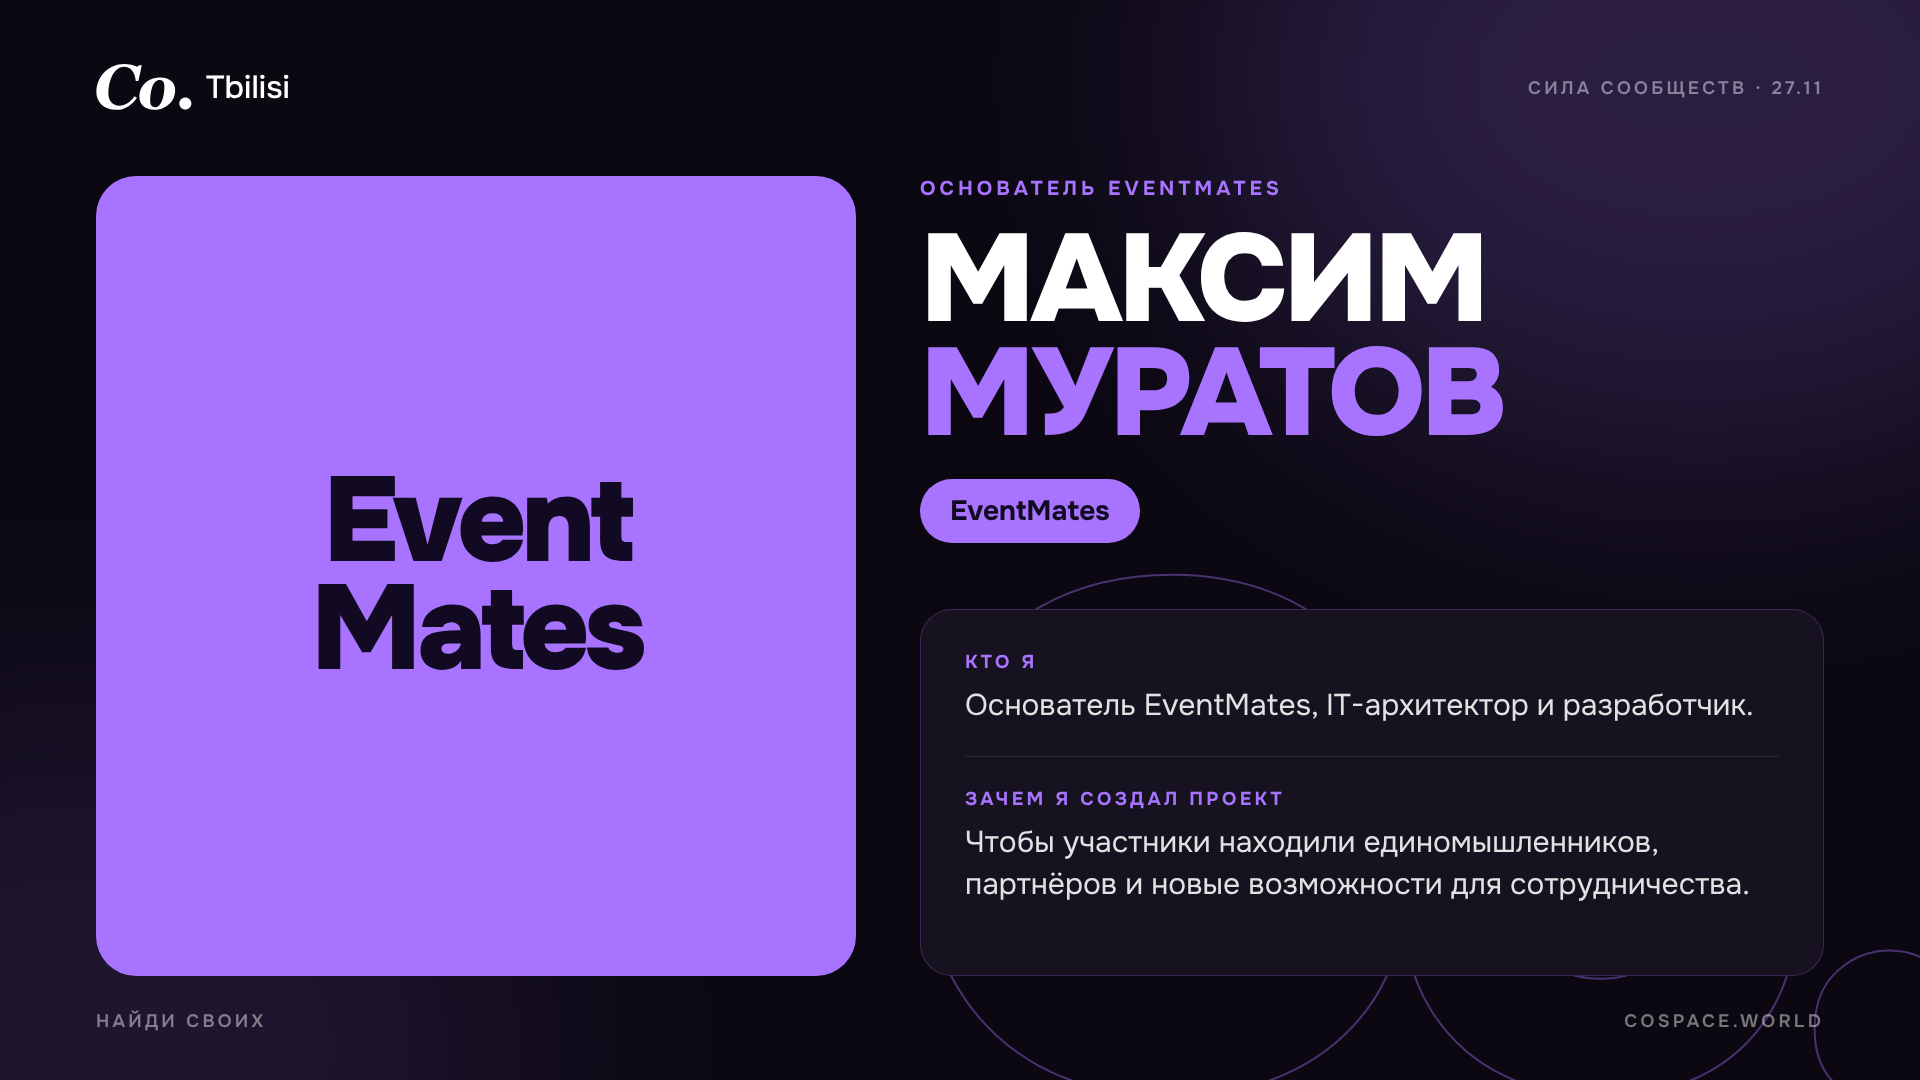 Co. Tbilisi
СИЛА СООБЩЕСТВ · 27.11
Event
Mates
ОСНОВАТЕЛЬ EVENTMATES
МАКСИМ
МУРАТОВ
EventMates
КТО Я
Основатель EventMates, IT-архитектор и разработчик.
ЗАЧЕМ Я СОЗДАЛ ПРОЕКТ
Чтобы участники находили единомышленников,
партнёров и новые возможности для сотрудничества.
НАЙДИ СВОИХ
COSPACE.WORLD